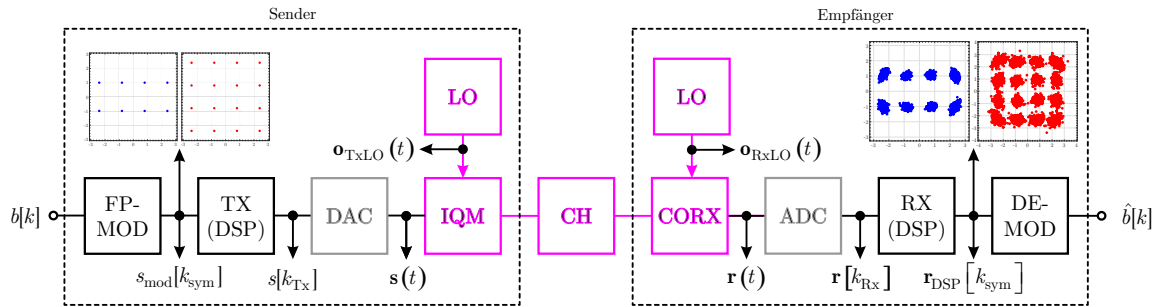 Sender
Empfänger
LO
LO
𝐨_TxLO(t)
𝐨_RxLO(t)
b[k]
FP-
MOD
TX
(DSP)
DAC
IQM
CH
CORX
ADC
RX
(DSP)
DE-
MOD
b̂[k]
s_mod[k_sym]
s[k_Tx]
𝐬(t)
𝐫(t)
𝐫[k_Rx]
𝐫_DSP[k_sym]